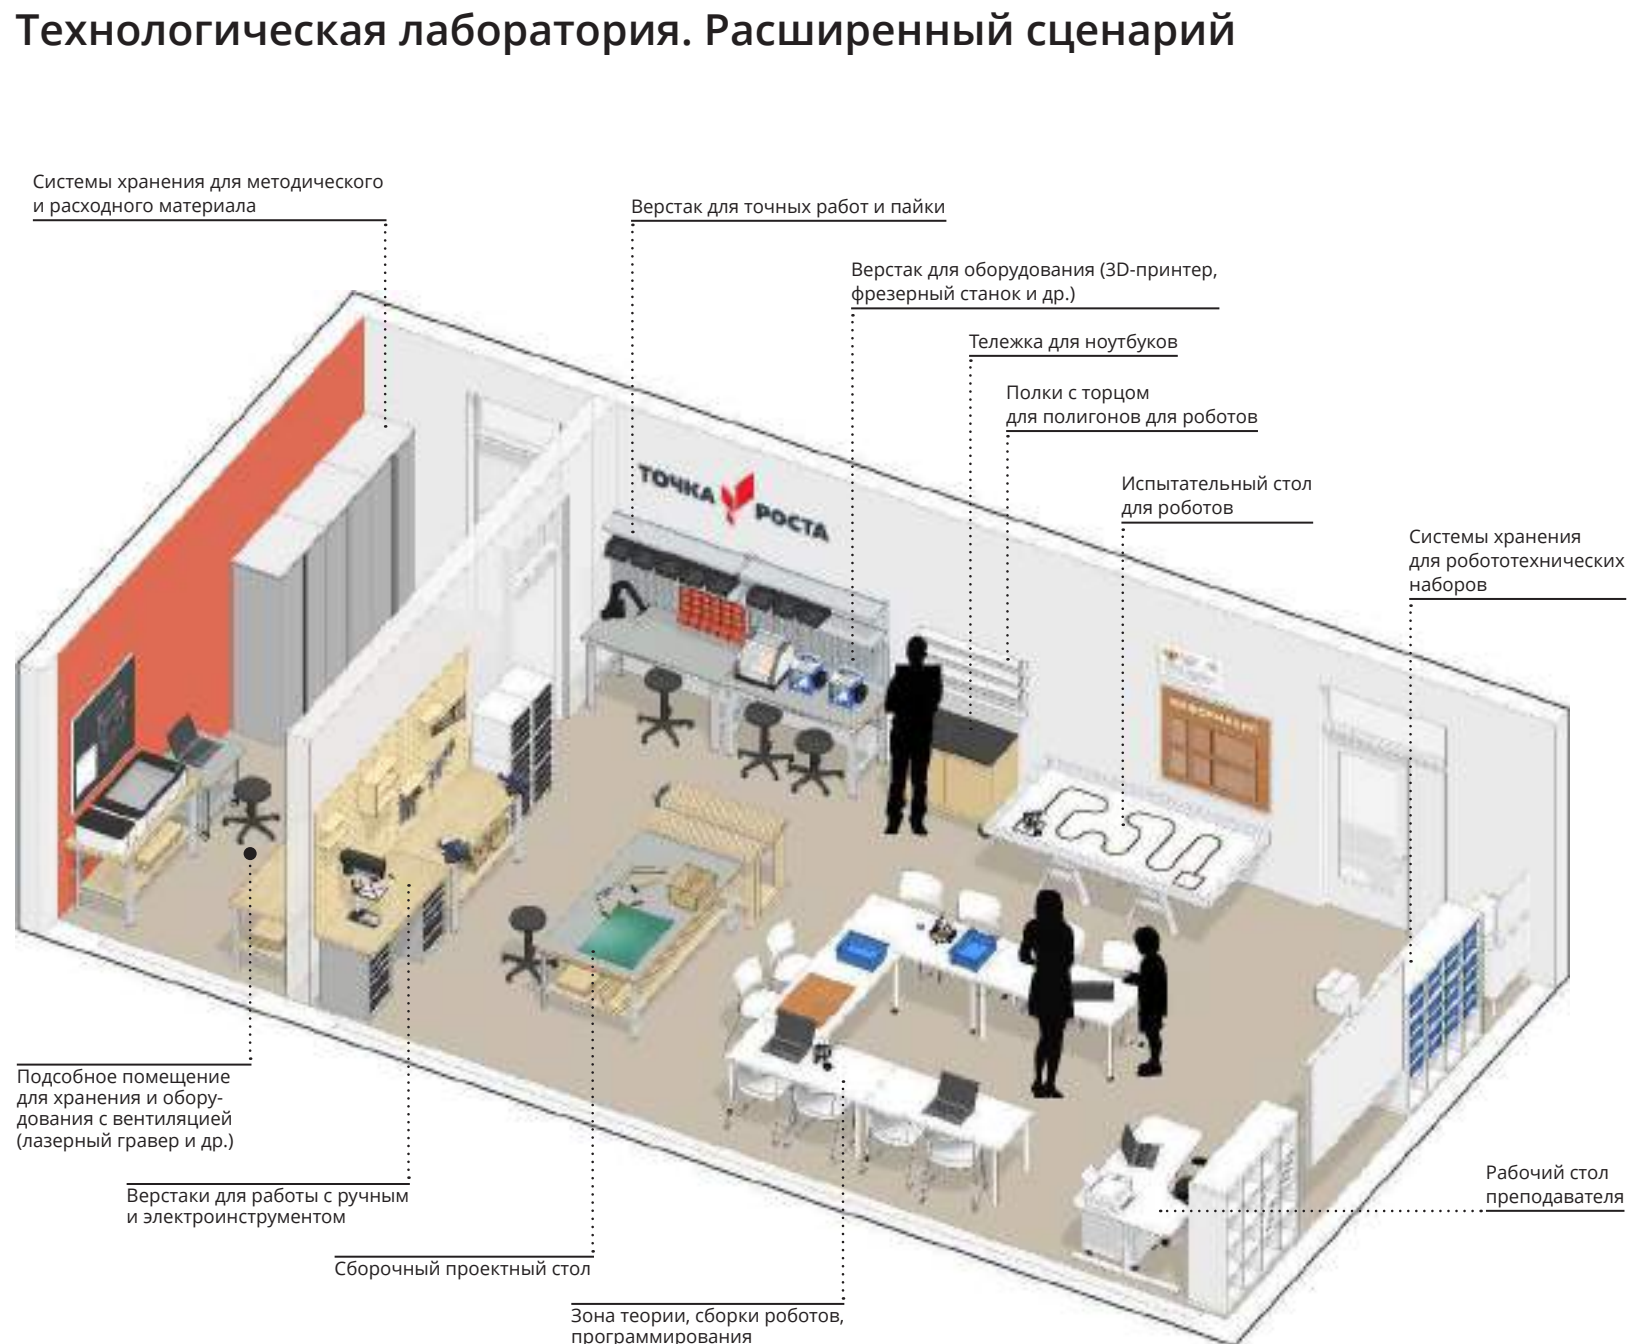 Технологическая лаборатория. Расширенный сценарий
Системы хранения для методического
и расходного материала
Верстак для точных работ и пайки
Верстак для оборудования (3D-принтер,
фрезерный станок и др.)
Тележка для ноутбуков
Полки с торцом
для полигонов для роботов
Испытательный стол
для роботов
Системы хранения
для робототехнических
наборов
ТОЧКА
РОСТА
Подсобное помещение
для хранения и обору-
дования с вентиляцией
(лазерный гравер и др.)
Верстаки для работы с ручным
и электроинструментом
Сборочный проектный стол
Зона теории, сборки роботов,
программирования
Рабочий стол
преподавателя